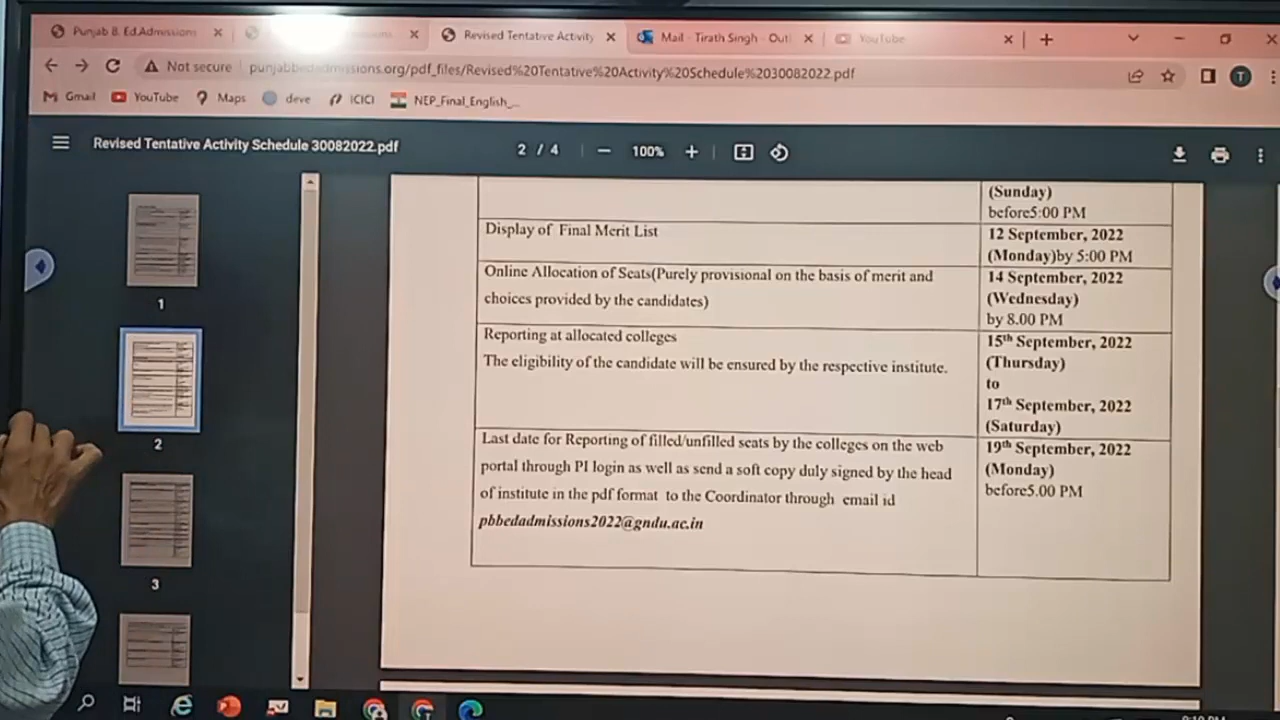 Punjab B. Ed.Admissions
Revised Tentative Activity
Mail - Tirath Singh - Outl
YouTube
Not secure
punjabbedadmissions.org/pdf_files/Revised%20Tentative%20Activity%20Schedule%2030082022.pdf
T
Gmail
YouTube
Maps
deve
ICICI
NEP_Final_English_...
Revised Tentative Activity Schedule 30082022.pdf
2 / 4
100%
1
2
3
(Sunday)
before5:00 PM
Display of Final Merit List
12 September, 2022
(Monday)by 5:00 PM
Online Allocation of Seats(Purely provisional on the basis of merit and
choices provided by the candidates)
14 September, 2022
(Wednesday)
by 8.00 PM
Reporting at allocated colleges
The eligibility of the candidate will be ensured by the respective institute.
15th September, 2022
(Thursday)
to
17th September, 2022
(Saturday)
Last date for Reporting of filled/unfilled seats by the colleges on the web
portal through PI login as well as send a soft copy duly signed by the head
of institute in the pdf format to the Coordinator through email id
pbbedadmissions2022@gndu.ac.in
19th September, 2022
(Monday)
before5.00 PM